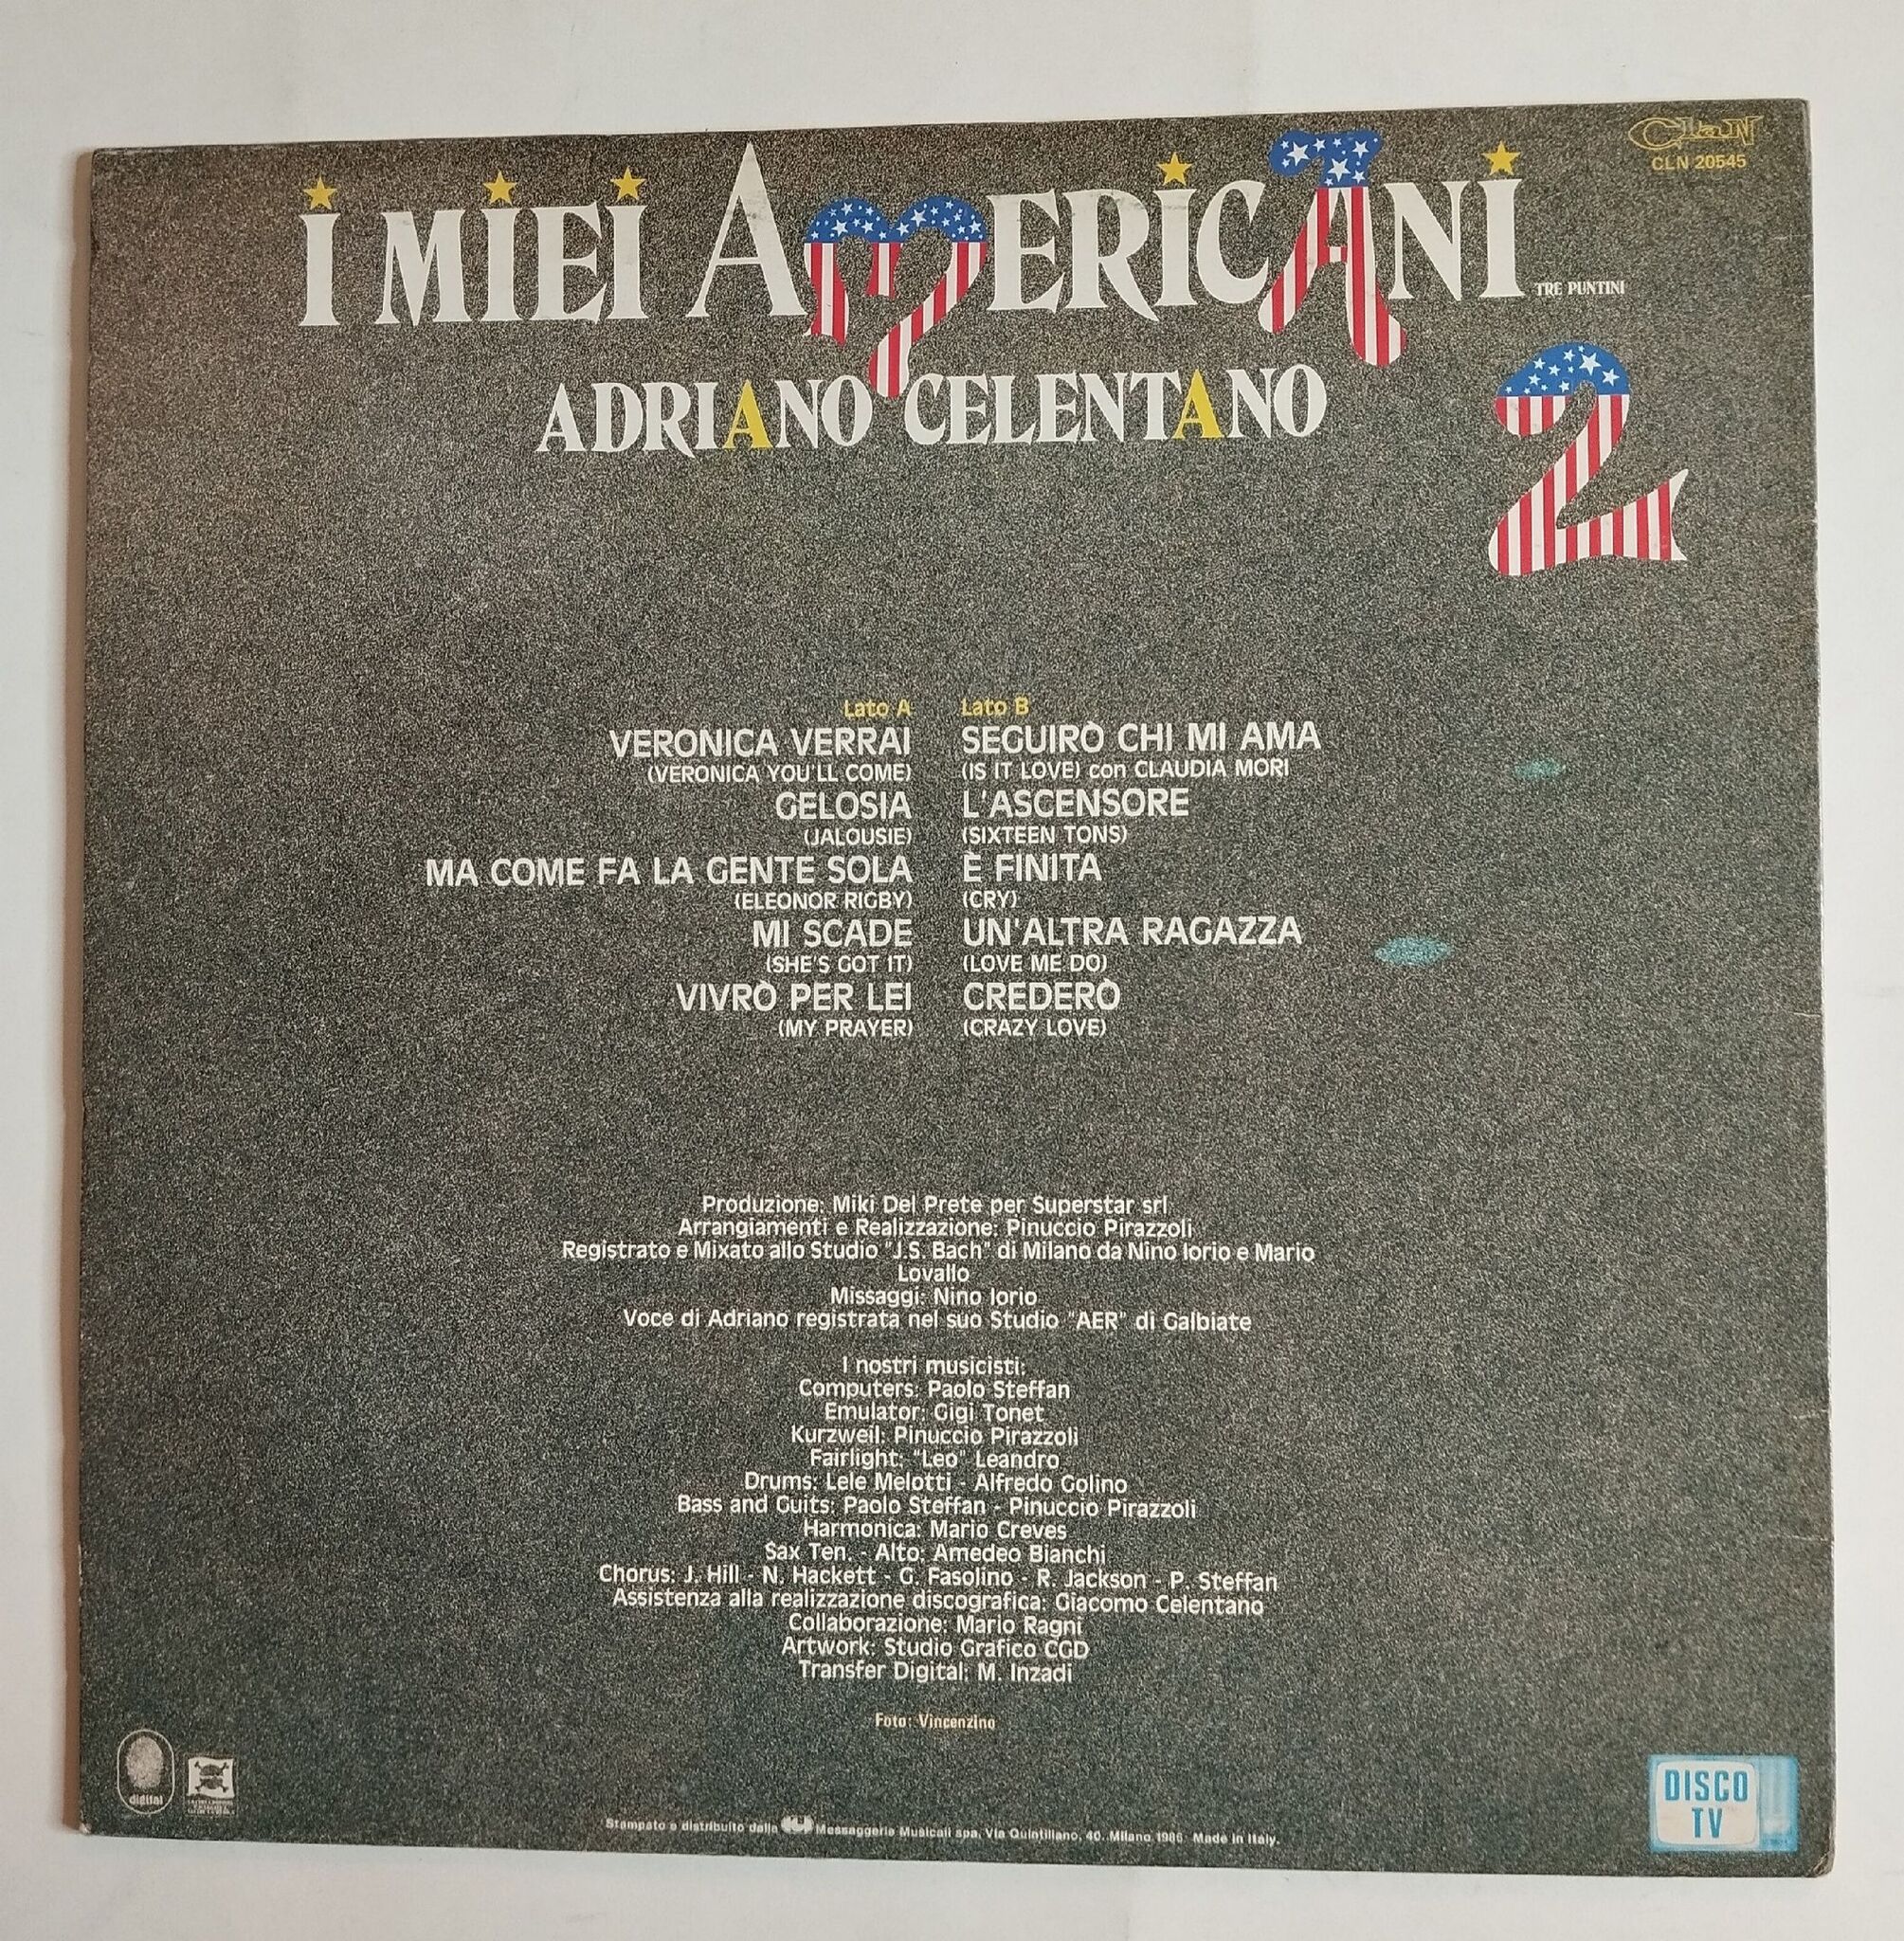 CLaN
CLN 20545
I MIEI AMERICANI
TRE PUNTINI
2
ADRIANO CELENTANO
Lato A
VERONICA VERRAI
(VERONICA YOU'LL COME)
GELOSIA
(JALOUSIE)
MA COME FA LA GENTE SOLA
(ELEONOR RIGBY)
MI SCADE
(SHE'S GOT IT)
VIVRÒ PER LEI
(MY PRAYER)
Lato B
SEGUIRÒ CHI MI AMA
(IS IT LOVE) con CLAUDIA MORI
L'ASCENSORE
(SIXTEEN TONS)
È FINITA
(CRY)
UN'ALTRA RAGAZZA
(LOVE ME DO)
CREDERÒ
(CRAZY LOVE)
Produzione: Miki Del Prete per Superstar srl
Arrangiamenti e Realizzazione: Pinuccio Pirazzoli
Registrato e Mixato allo Studio "J.S. Bach" di Milano da Nino Iorio e Mario
Lovallo
Missaggi: Nino Iorio
Voce di Adriano registrata nel suo Studio "AER" di Galbiate
I nostri musicisti:
Computers: Paolo Steffan
Emulator: Gigi Tonet
Kurzweil: Pinuccio Pirazzoli
Fairlight: "Leo" Leandro
Drums: Lele Melotti - Alfredo Golino
Bass and Guits: Paolo Steffan - Pinuccio Pirazzoli
Harmonica: Mario Creves
Sax Ten. - Alto: Amedeo Bianchi
Chorus: J. Hill - N. Hackett - G. Fasolino - R. Jackson - P. Steffan
Assistenza alla realizzazione discografica: Giacomo Celentano
Collaborazione: Mario Ragni
Artwork: Studio Grafico CGD
Transfer Digital: M. Inzadi
Foto: Vincenzino
digital
Stampato e distribuito dalla CGD Messaggerie Musicali spa, Via Quintiliano, 40. Milano 1986 Made in Italy.
DISCO
TV